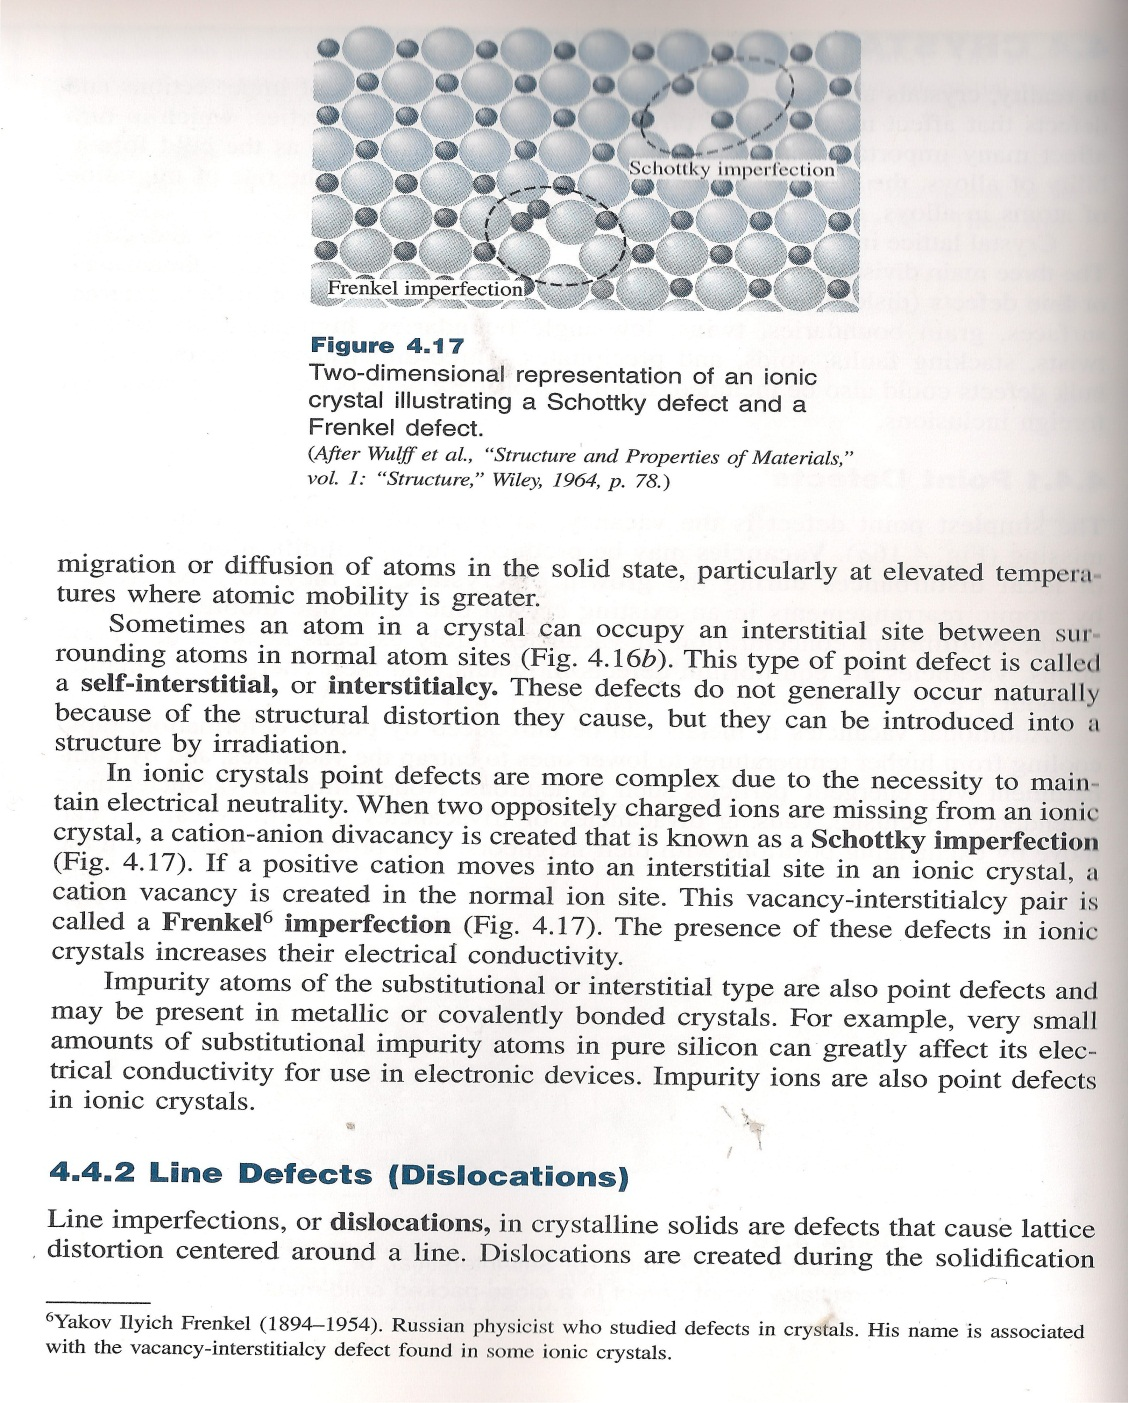 Schottky imperfection
Frenkel imperfection
Figure 4.17
Two-dimensional representation of an ionic
crystal illustrating a Schottky defect and a
Frenkel defect.
(After Wulff et al., “Structure and Properties of Materials,”
vol. 1: “Structure,” Wiley, 1964, p. 78.)
migration or diffusion of atoms in the solid state, particularly at elevated tempera-
tures where atomic mobility is greater.
Sometimes an atom in a crystal can occupy an interstitial site between sur-
rounding atoms in normal atom sites (Fig. 4.16b). This type of point defect is called
a self-interstitial, or interstitialcy. These defects do not generally occur naturally
because of the structural distortion they cause, but they can be introduced into a
structure by irradiation.
In ionic crystals point defects are more complex due to the necessity to main-
tain electrical neutrality. When two oppositely charged ions are missing from an ionic
crystal, a cation-anion divacancy is created that is known as a Schottky imperfection
(Fig. 4.17). If a positive cation moves into an interstitial site in an ionic crystal, a
cation vacancy is created in the normal ion site. This vacancy-interstitialcy pair is
called a Frenkel⁶ imperfection (Fig. 4.17). The presence of these defects in ionic
crystals increases their electrical conductivity.
Impurity atoms of the substitutional or interstitial type are also point defects and
may be present in metallic or covalently bonded crystals. For example, very small
amounts of substitutional impurity atoms in pure silicon can greatly affect its elec-
trical conductivity for use in electronic devices. Impurity ions are also point defects
in ionic crystals.
4.4.2 Line Defects (Dislocations)
Line imperfections, or dislocations, in crystalline solids are defects that cause lattice
distortion centered around a line. Dislocations are created during the solidification
⁶Yakov Ilyich Frenkel (1894–1954). Russian physicist who studied defects in crystals. His name is associated
with the vacancy-interstitialcy defect found in some ionic crystals.